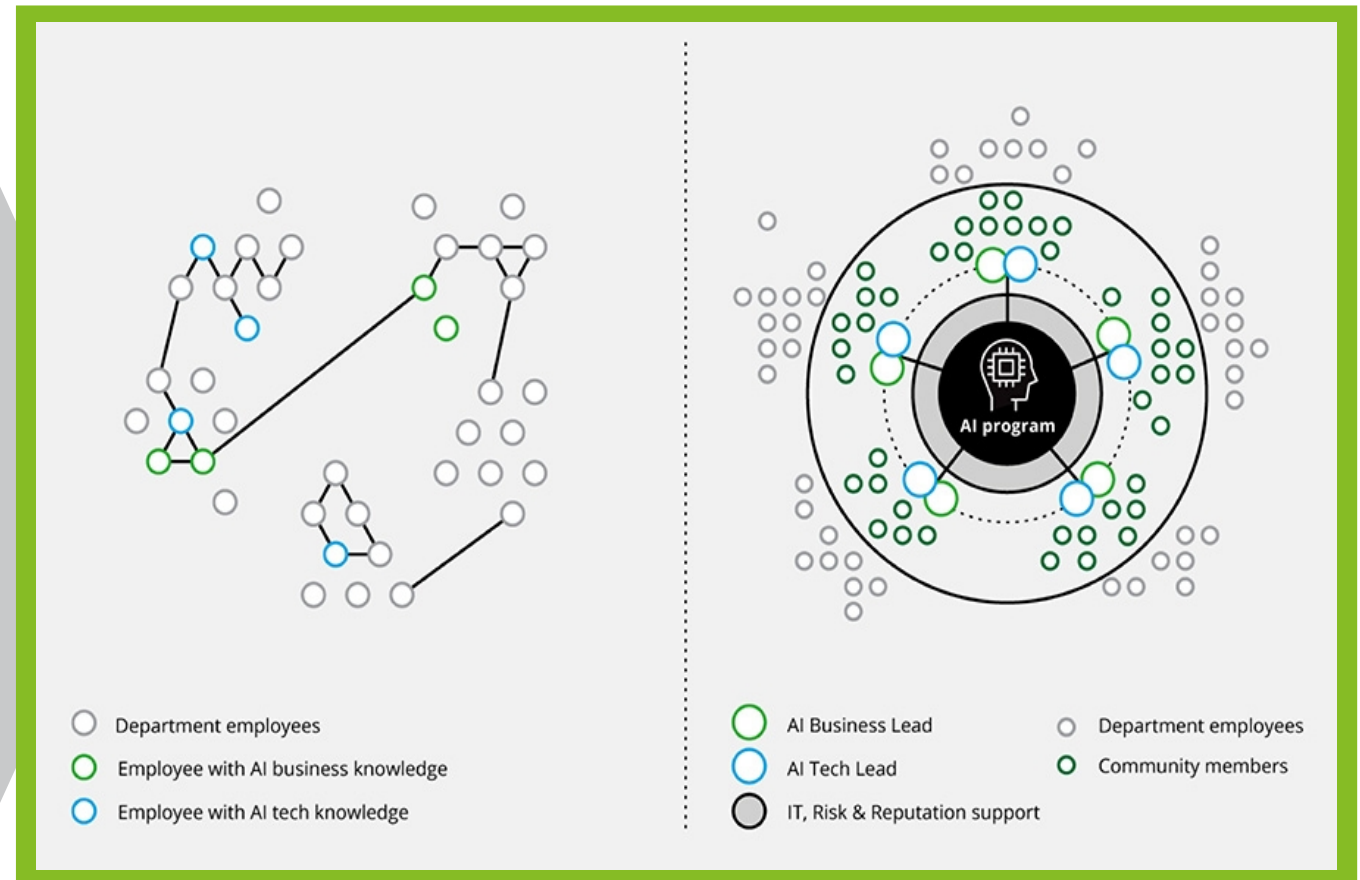 AI program
Department employees
Employee with AI business knowledge
Employee with AI tech knowledge
AI Business Lead
AI Tech Lead
IT, Risk & Reputation support
Department employees
Community members